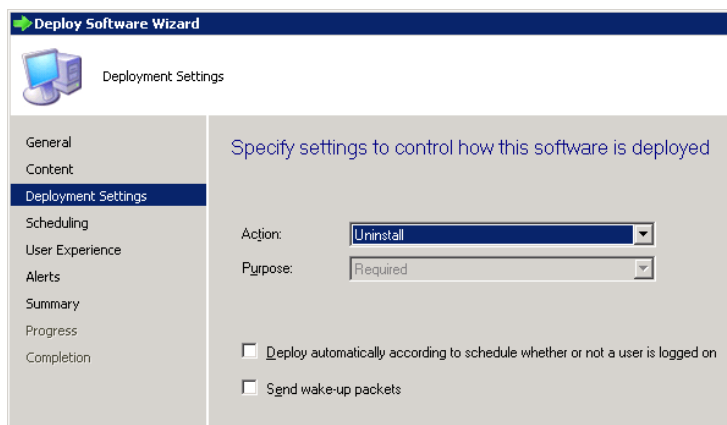 Deploy Software Wizard
Deployment Settings
General
Content
Deployment Settings
Scheduling
User Experience
Alerts
Summary
Progress
Completion
Specify settings to control how this software is deployed
Action: Uninstall
Purpose: Required
Deploy automatically according to schedule whether or not a user is logged on
Send wake-up packets